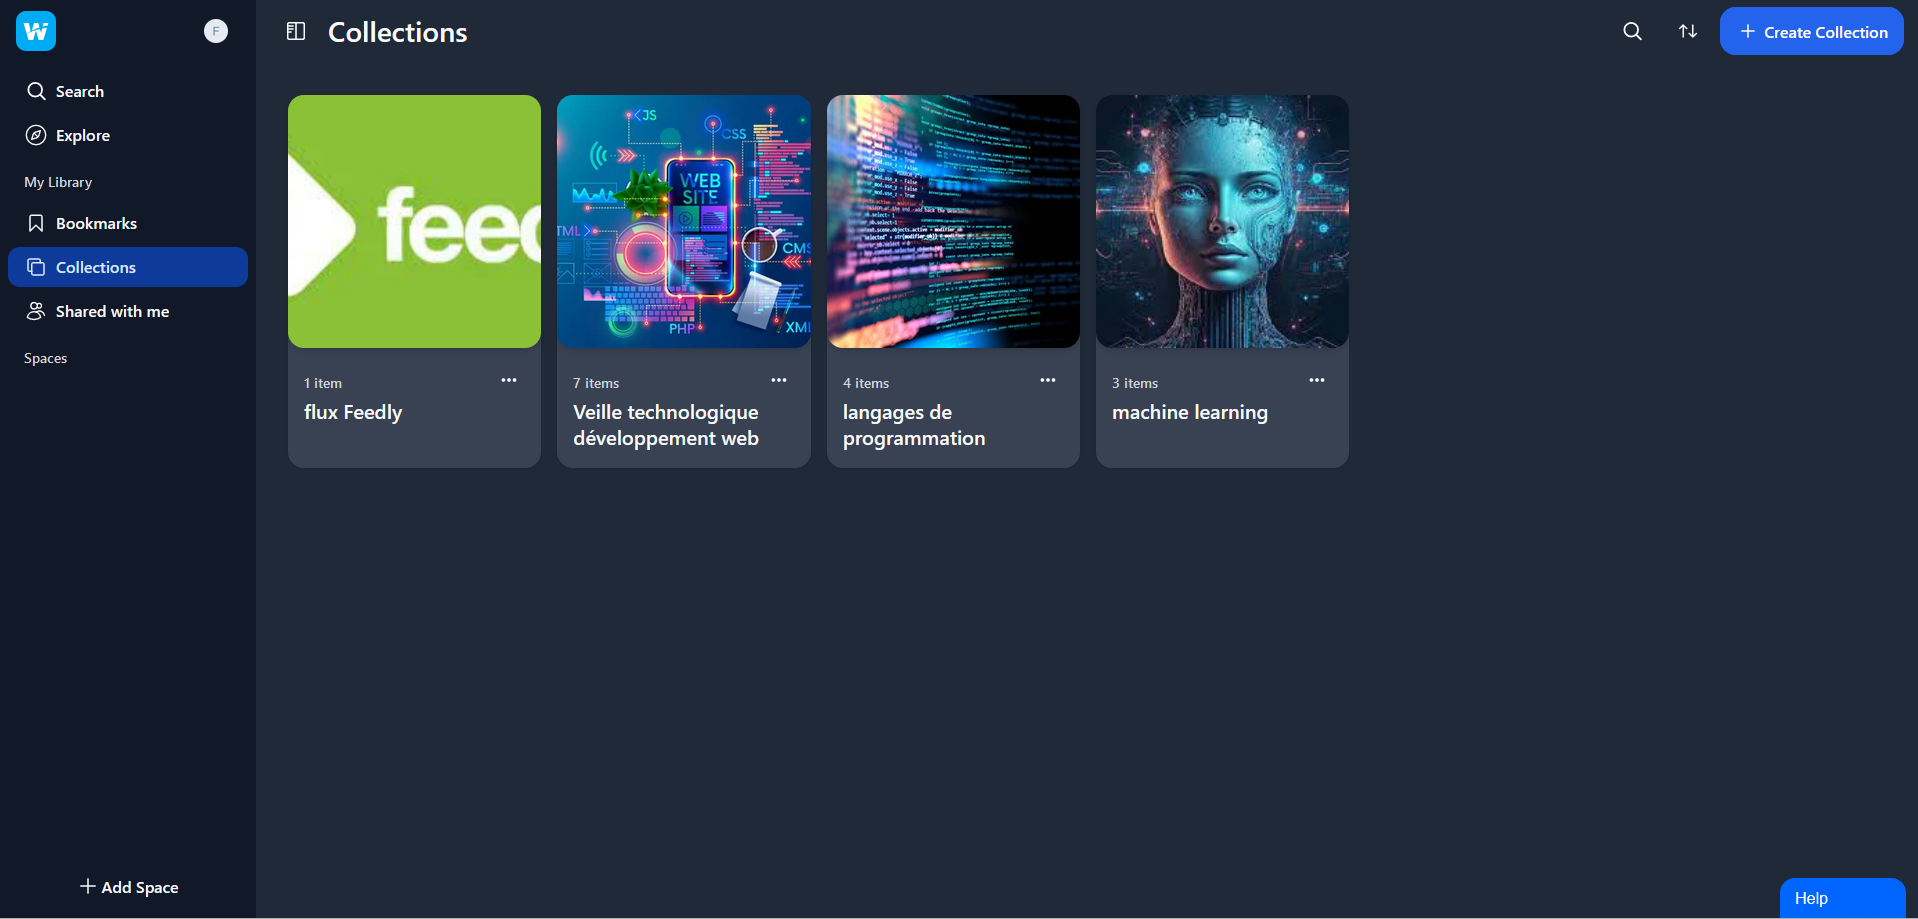 W
F
Search
Explore
My Library
Bookmarks
Collections
Shared with me
Spaces
Add Space
Collections
Create Collection
feed
JS
CSS
WEB
SITE
TML
CMS
PHP
XML
1 item
flux Feedly
7 items
Veille technologique
développement web
4 items
langages de
programmation
3 items
machine learning
Help